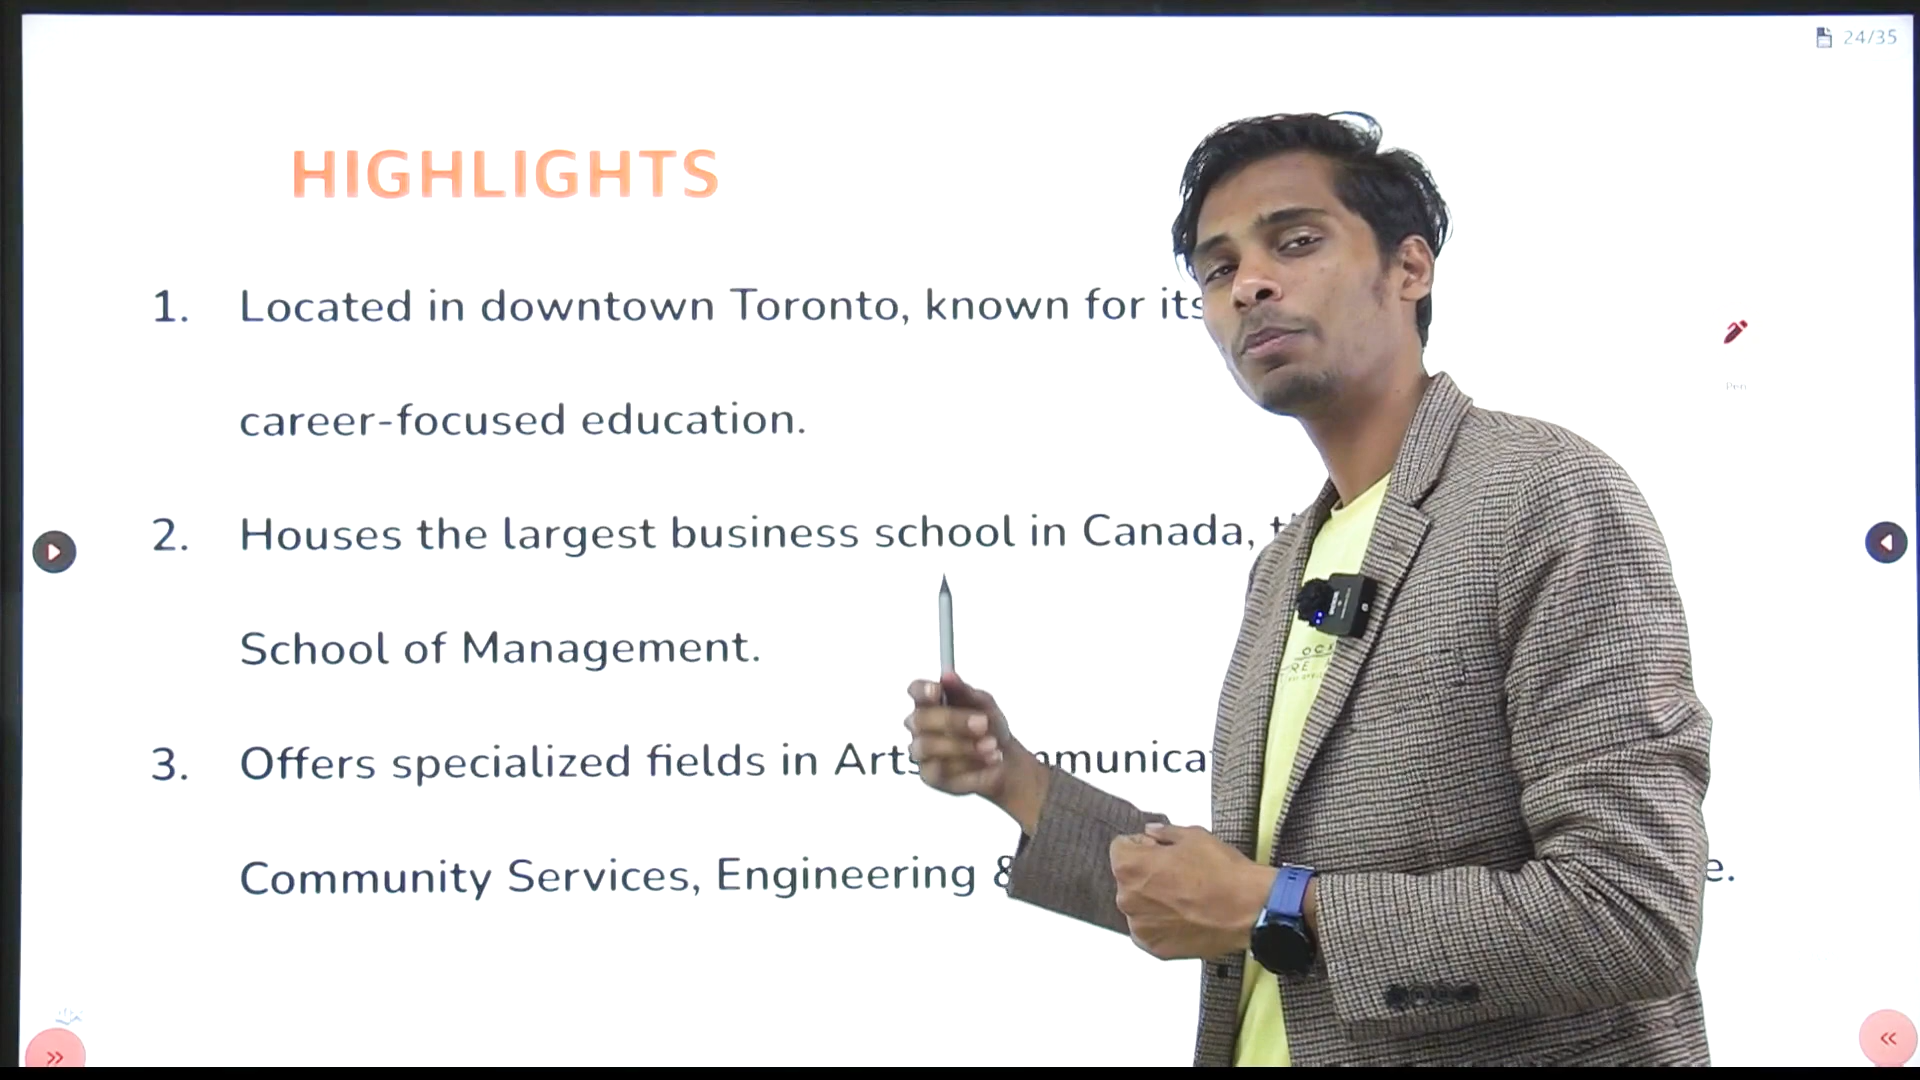 24/35
HIGHLIGHTS
1. Located in downtown Toronto, known for its
career-focused education.
Pen
2. Houses the largest business school in Canada,
School of Management.
3. Offers specialized fields in Arts
Community Services, Engineering &